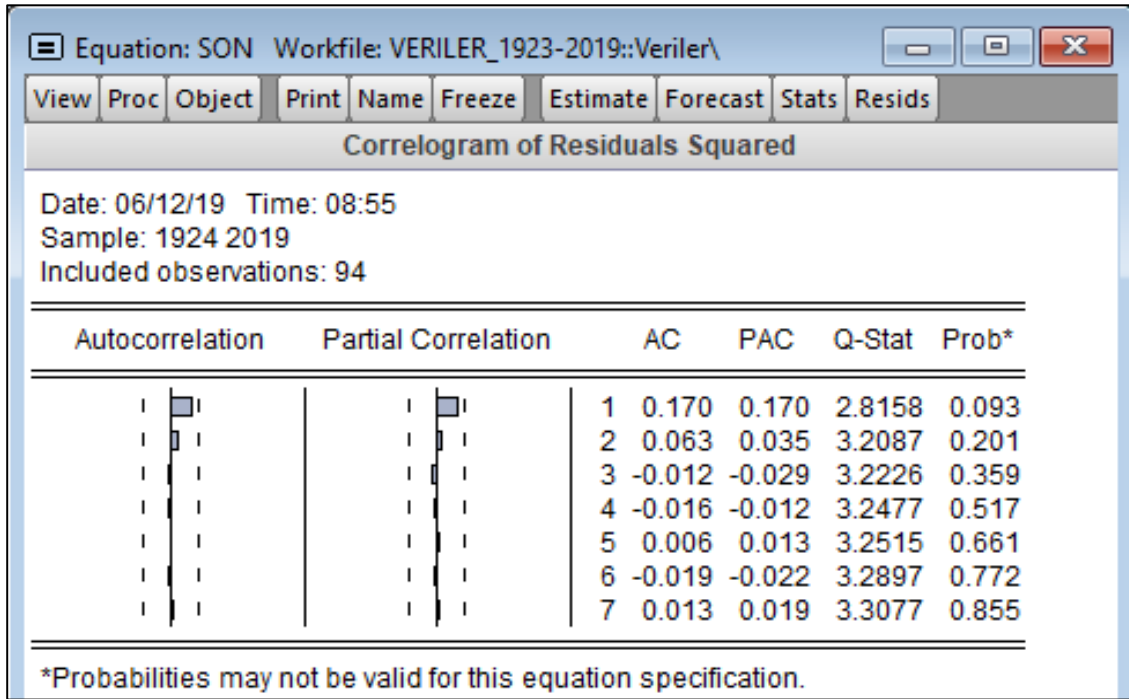 Equation: SON Workfile: VERILER_1923-2019::Veriler\
View Proc Object Print Name Freeze Estimate Forecast Stats Resids
Correlogram of Residuals Squared
Date: 06/12/19 Time: 08:55
Sample: 1924 2019
Included observations: 94
Autocorrelation Partial Correlation AC PAC Q-Stat Prob*
1 0.170 0.170 2.8158 0.093
2 0.063 0.035 3.2087 0.201
3 -0.012 -0.029 3.2226 0.359
4 -0.016 -0.012 3.2477 0.517
5 0.006 0.013 3.2515 0.661
6 -0.019 -0.022 3.2897 0.772
7 0.013 0.019 3.3077 0.855
*Probabilities may not be valid for this equation specification.